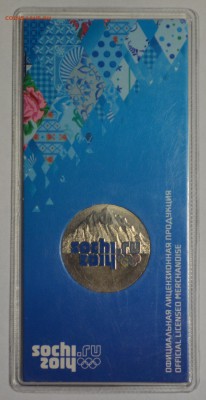 sochi.ru
2014
sochi.ru
2014
ОФИЦИАЛЬНАЯ ЛИЦЕНЗИОННАЯ ПРОДУКЦИЯ
OFFICIAL LICENSED MERCHANDISE